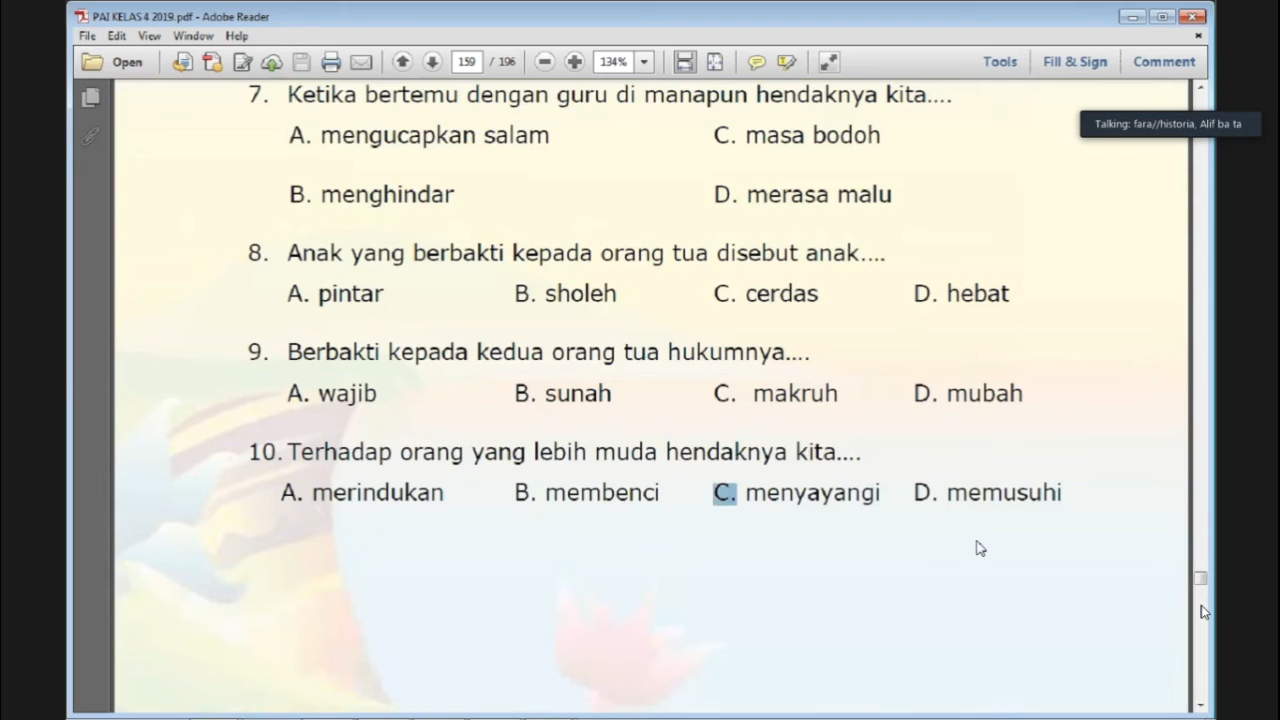 PAI KELAS 4 2019.pdf - Adobe Reader
File Edit View Window Help
Open 159 / 196 134% Tools Fill & Sign Comment
Talking: fara//historia, Alif ba ta
7. Ketika bertemu dengan guru di manapun hendaknya kita....
A. mengucapkan salam C. masa bodoh
B. menghindar D. merasa malu
8. Anak yang berbakti kepada orang tua disebut anak....
A. pintar B. sholeh C. cerdas D. hebat
9. Berbakti kepada kedua orang tua hukumnya....
A. wajib B. sunah C. makruh D. mubah
10. Terhadap orang yang lebih muda hendaknya kita....
A. merindukan B. membenci C. menyayangi D. memusuhi